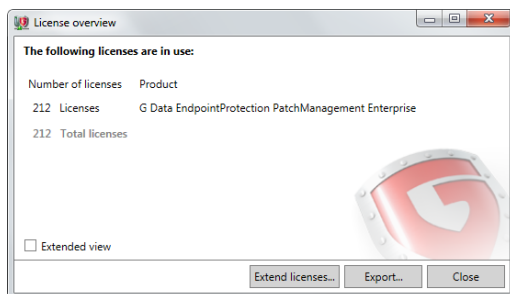 License overview
The following licenses are in use:
Number of licenses Product
212 Licenses G Data EndpointProtection PatchManagement Enterprise
212 Total licenses
Extended view
Extend licenses... Export... Close